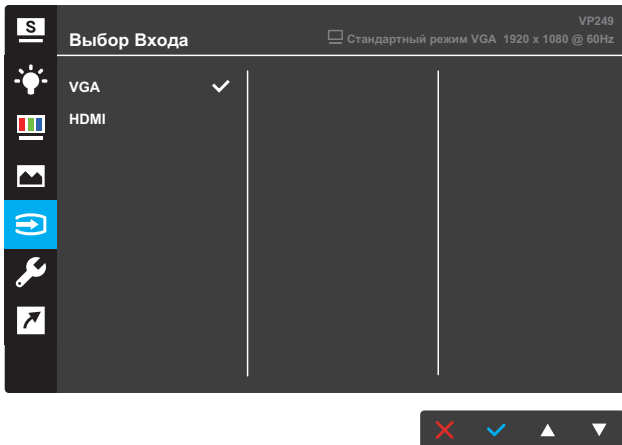 S
VP249
Выбор Входа
Стандартный режим VGA 1920 x 1080 @ 60Hz
VGA
HDMI